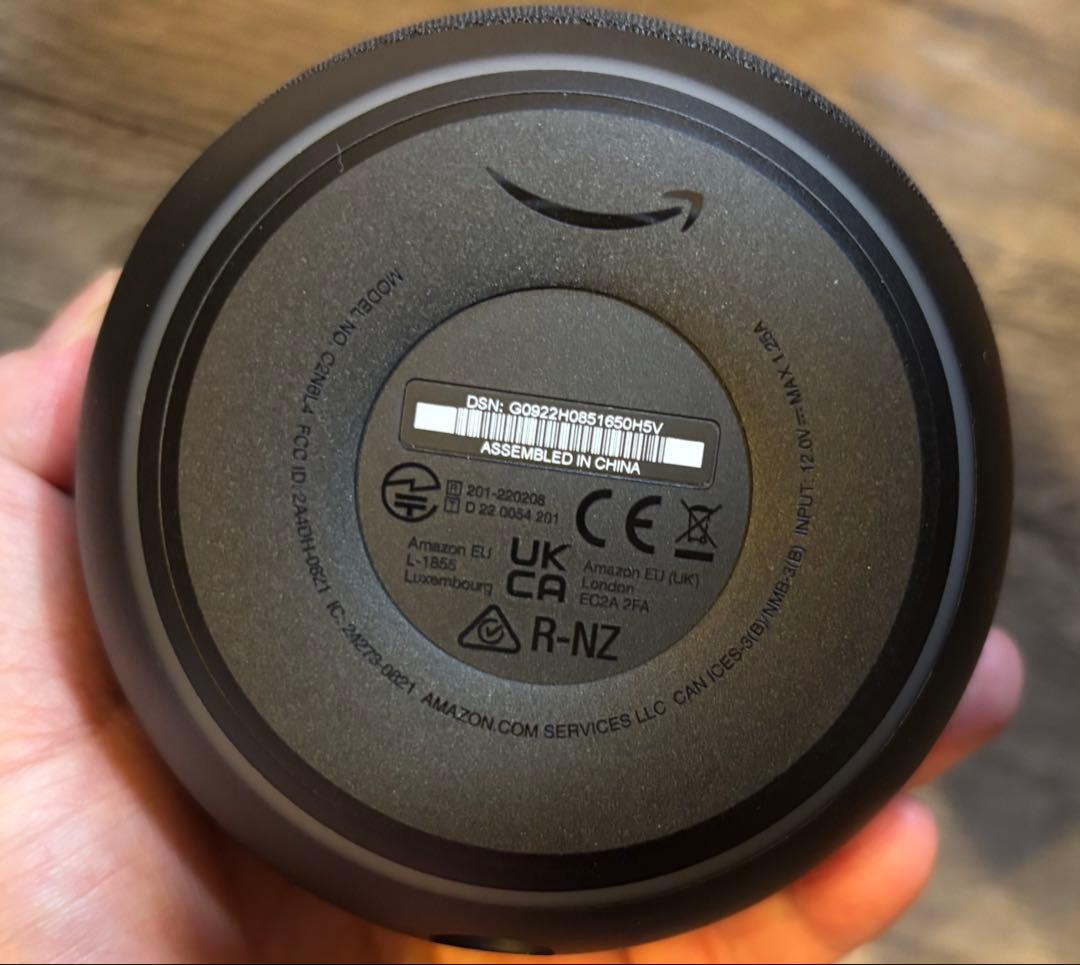 DSN: G0922H0851650H5V
ASSEMBLED IN CHINA
R 201-220208
T D 22 0054 201
CE
Amazon EU
L-1855
Luxembourg
UK
CA
Amazon EU (UK)
London
EC2A 2FA
R-NZ
MODEL NO C2N6L4 FCC ID 2A4DH-0621 IC: 24273-0621 AMAZON.COM SERVICES LLC CAN ICES-3(B)/NMB-3(B) INPUT: 12.0V⎓MAX 1.25A